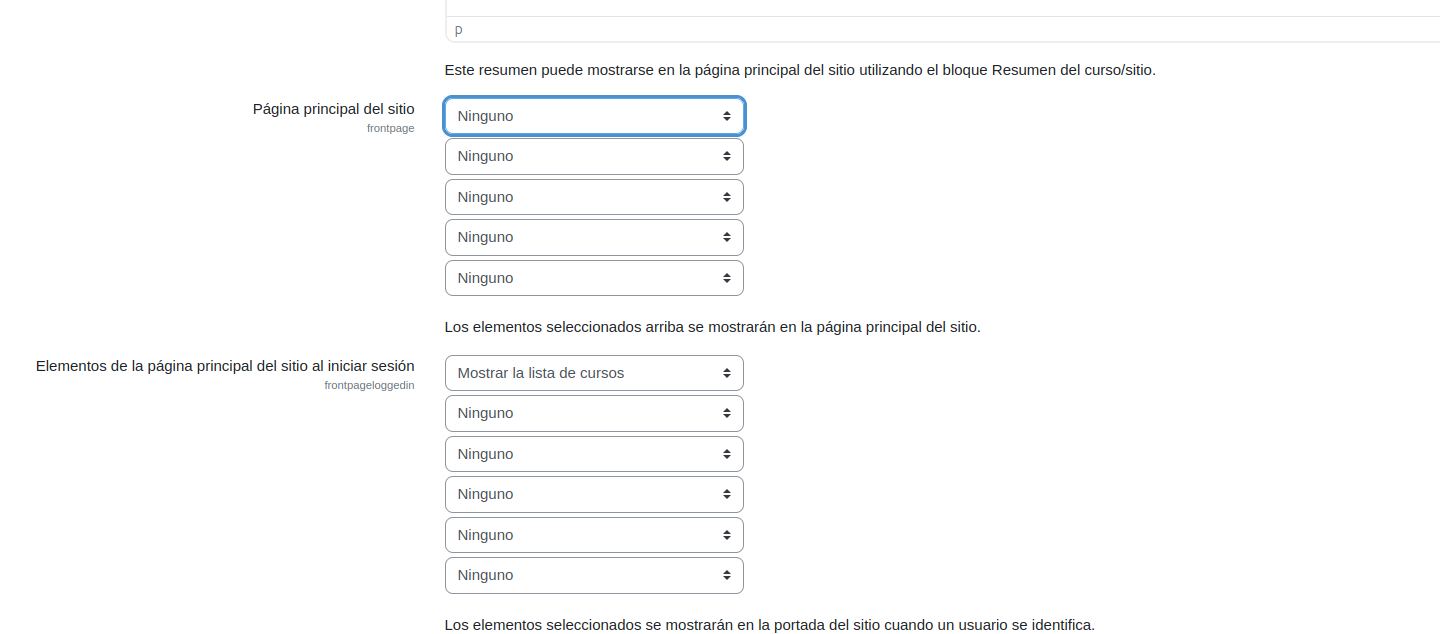 p
Este resumen puede mostrarse en la página principal del sitio utilizando el bloque Resumen del curso/sitio.
Página principal del sitio
frontpage
Ninguno
Ninguno
Ninguno
Ninguno
Ninguno
Los elementos seleccionados arriba se mostrarán en la página principal del sitio.
Elementos de la página principal del sitio al iniciar sesión
frontpageloggedin
Mostrar la lista de cursos
Ninguno
Ninguno
Ninguno
Ninguno
Ninguno
Los elementos seleccionados se mostrarán en la portada del sitio cuando un usuario se identifica.